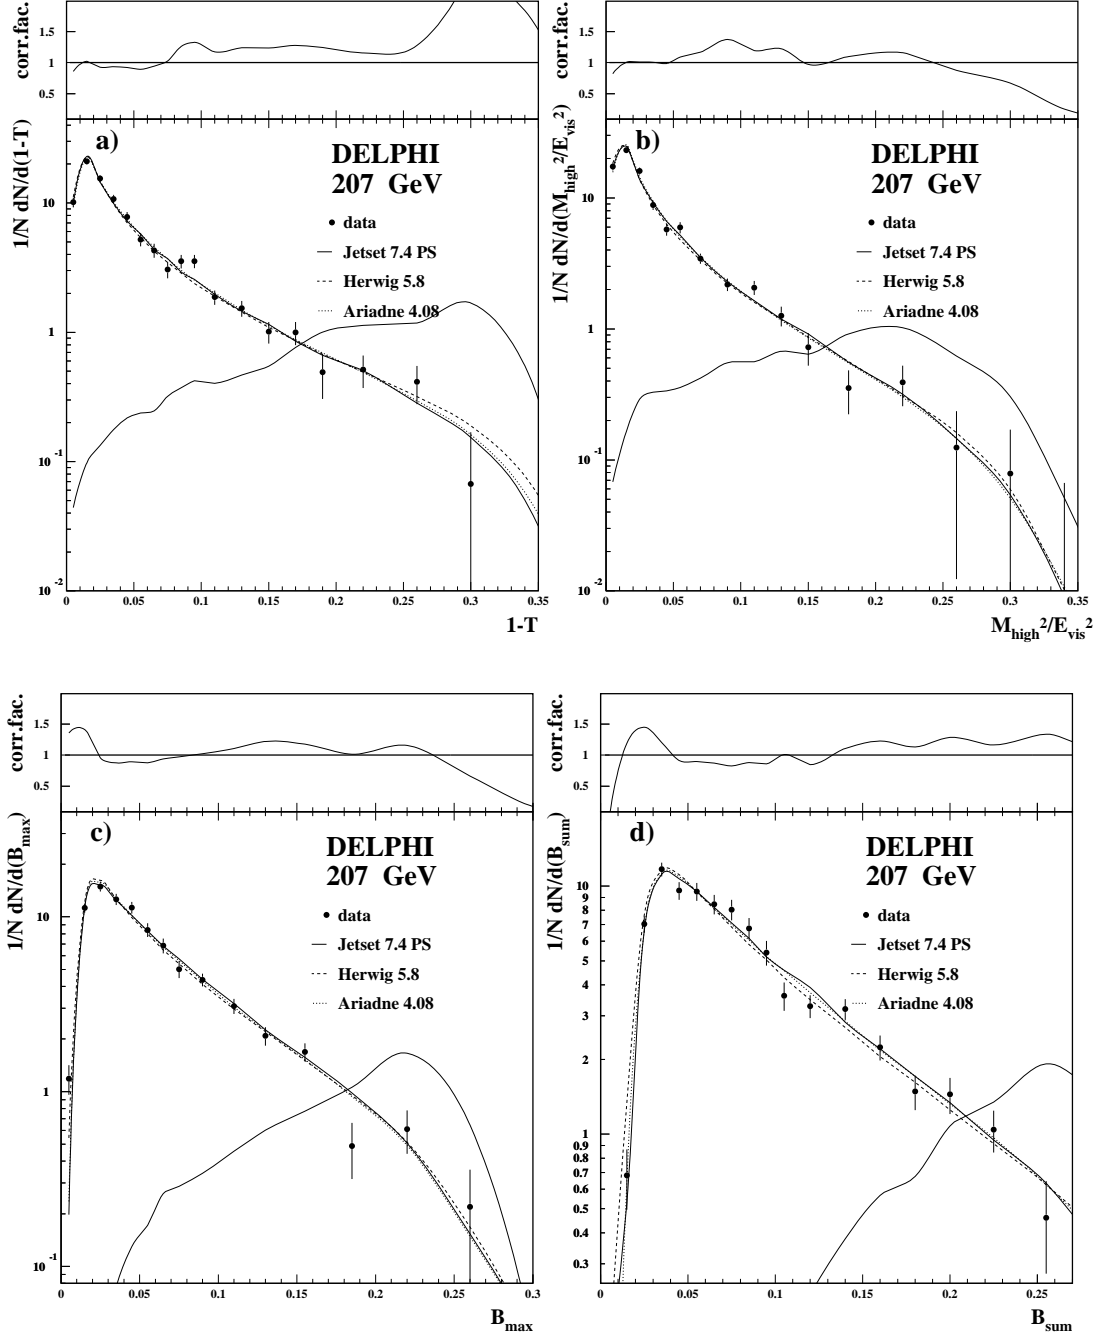 corr.fac.
1.5
1
0.5
1/N dN/d(1-T)
a)
DELPHI
207 GeV
data
Jetset 7.4 PS
Herwig 5.8
Ariadne 4.08
10
1
10^-1
10^-2
0 0.05 0.1 0.15 0.2 0.25 0.3 0.35
1-T
corr.fac.
1.5
1
0.5
1/N dN/d(M_high^2/E_vis^2)
b)
DELPHI
207 GeV
data
Jetset 7.4 PS
Herwig 5.8
Ariadne 4.08
10
1
10^-1
10^-2
0 0.05 0.1 0.15 0.2 0.25 0.3 0.35
M_high^2/E_vis^2
corr.fac.
1.5
1
0.5
1/N dN/d(B_max)
c)
DELPHI
207 GeV
data
Jetset 7.4 PS
Herwig 5.8
Ariadne 4.08
10
1
10^-1
0 0.05 0.1 0.15 0.2 0.25 0.3
B_max
corr.fac.
1.5
1
0.5
1/N dN/d(B_sum)
d)
DELPHI
207 GeV
data
Jetset 7.4 PS
Herwig 5.8
Ariadne 4.08
10
9
8
7
6
5
4
3
2
1
0.9
0.8
0.7
0.6
0.5
0.4
0.3
0 0.05 0.1 0.15 0.2 0.25
B_sum